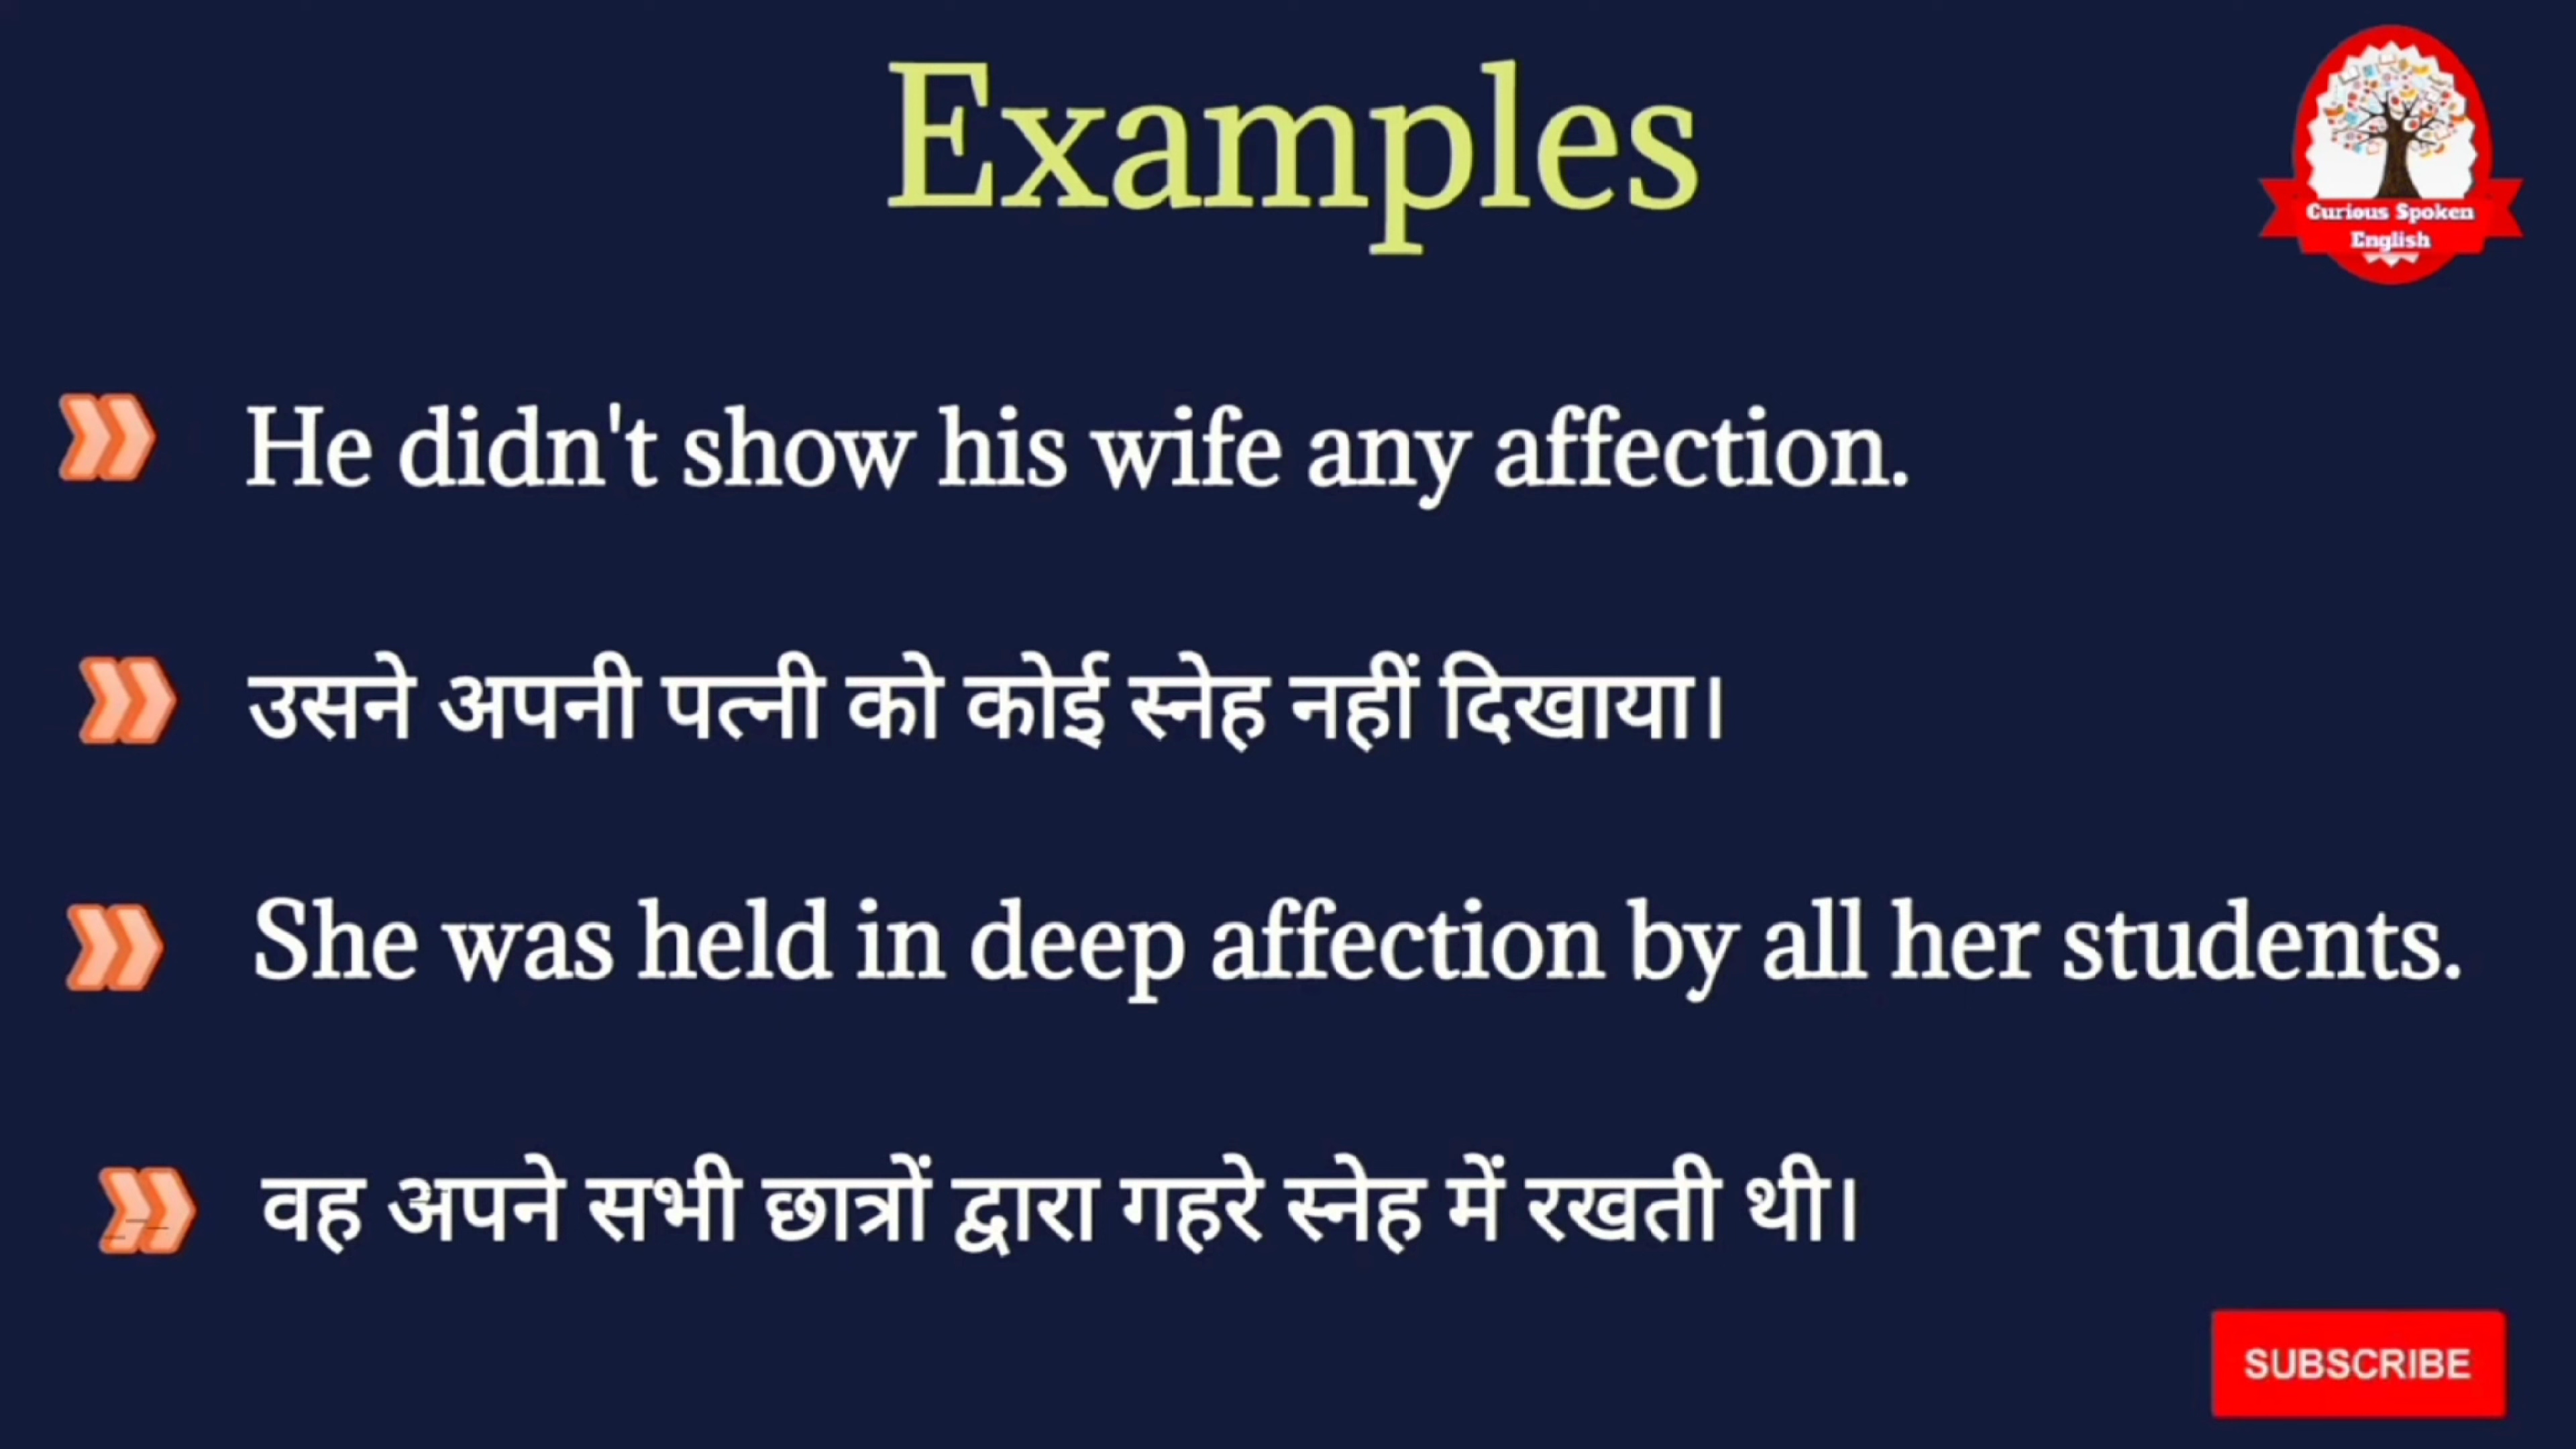 Examples
Curious Spoken
English
He didn't show his wife any affection.
उसने अपनी पत्नी को कोई स्नेह नहीं दिखाया।
She was held in deep affection by all her students.
वह अपने सभी छात्रों द्वारा गहरे स्नेह में रखती थी।
SUBSCRIBE